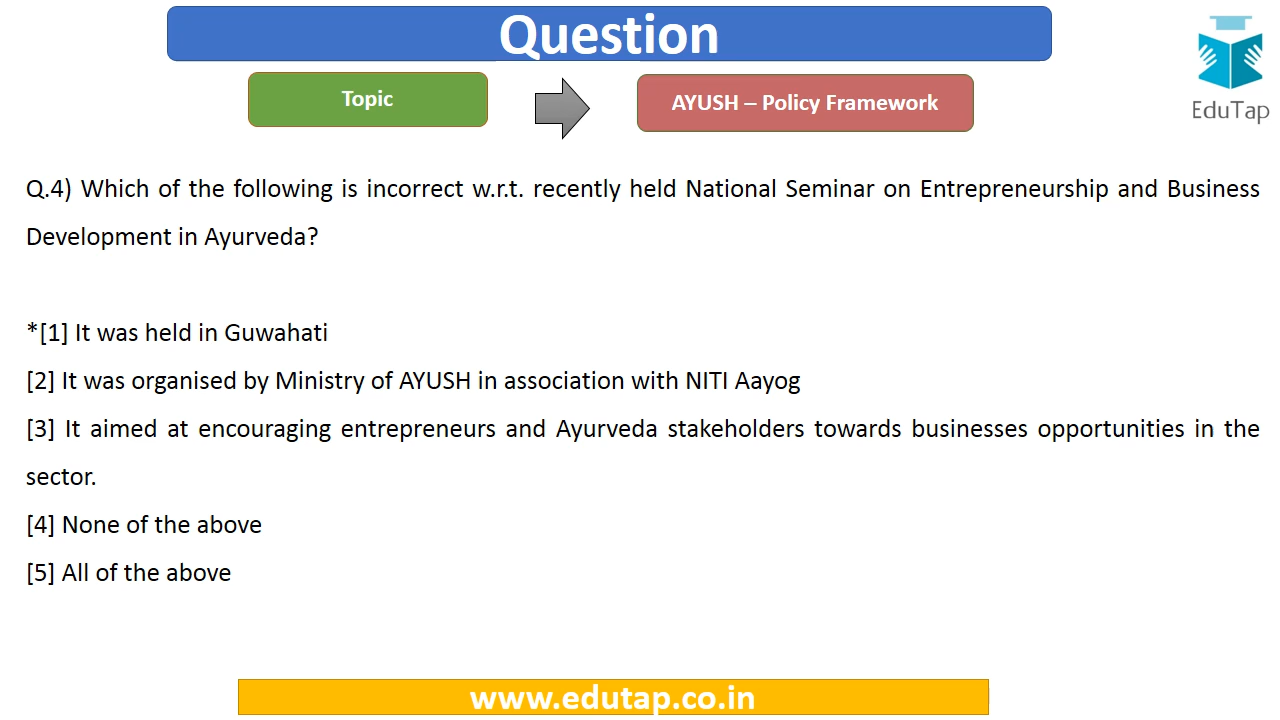 Question
EduTap
Topic
AYUSH – Policy Framework
Q.4) Which of the following is incorrect w.r.t. recently held National Seminar on Entrepreneurship and Business
Development in Ayurveda?
*[1] It was held in Guwahati
[2] It was organised by Ministry of AYUSH in association with NITI Aayog
[3] It aimed at encouraging entrepreneurs and Ayurveda stakeholders towards businesses opportunities in the
sector.
[4] None of the above
[5] All of the above
www.edutap.co.in